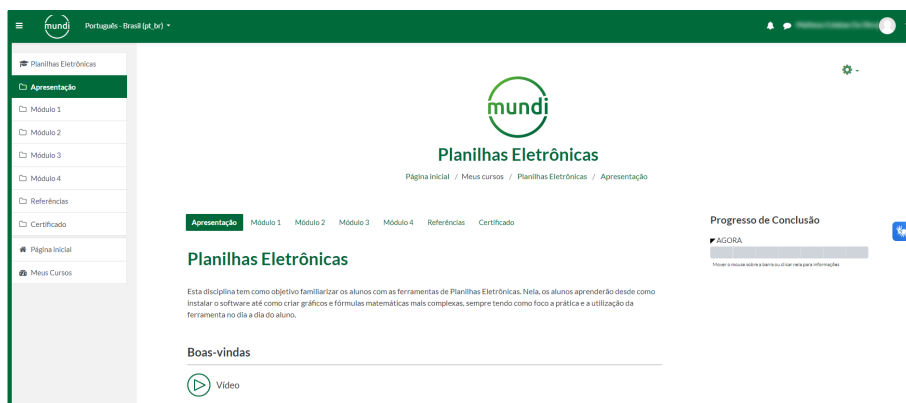 mundi
Português - Brasil (pt_br)
Planilhas Eletrônicas
Apresentação
Módulo 1
Módulo 2
Módulo 3
Módulo 4
Referências
Certificado
Página Inicial
Meus Cursos
mundi
Planilhas Eletrônicas
Página inicial / Meus cursos / Planilhas Eletrônicas / Apresentação
Apresentação Módulo 1 Módulo 2 Módulo 3 Módulo 4 Referências Certificado
Planilhas Eletrônicas
Esta disciplina tem como objetivo familiarizar os alunos com as ferramentas de Planilhas Eletrônicas. Nela, os alunos aprenderão desde como
instalar o software até como criar gráficos e fórmulas matemáticas mais complexas, sempre tendo como foco a prática e a utilização da
ferramenta no dia a dia do aluno.
Boas-vindas
Vídeo
Progresso de Conclusão
AGORA
Mover o mouse sobre a barra ou clicar nela para informações